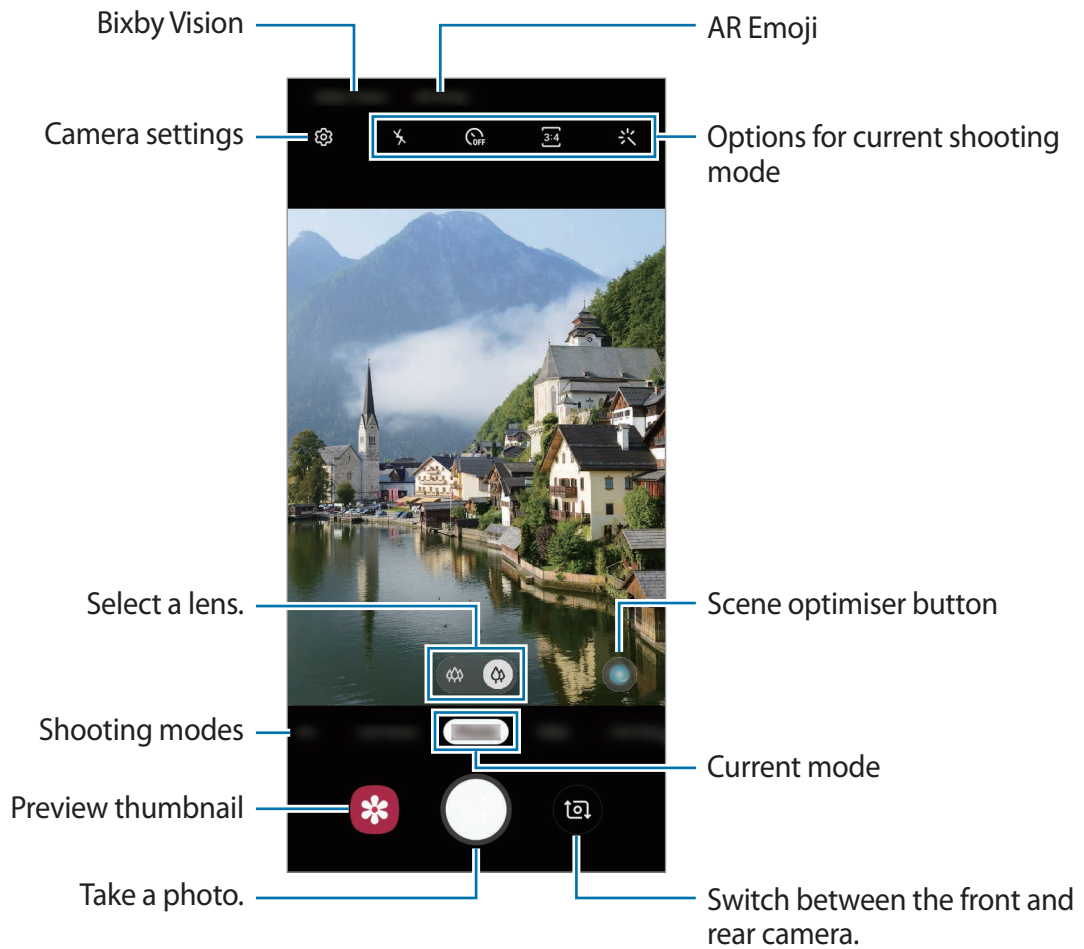 Bixby Vision
AR Emoji
Camera settings
OFF
3:4
Options for current shooting
mode
Select a lens.
Scene optimiser button
Shooting modes
Current mode
Preview thumbnail
Take a photo.
Switch between the front and
rear camera.